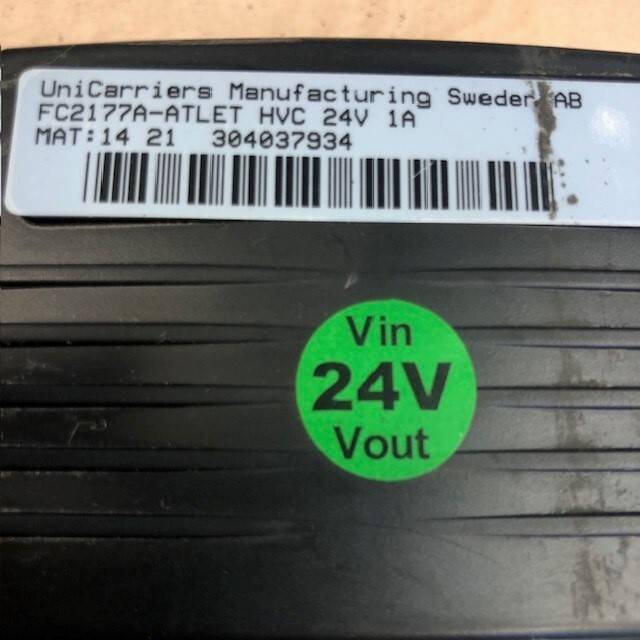 UniCarriers Manufacturing Sweden AB
FC2177A-ATLET HVC 24V 1A
MAT:14 21 304037934
Vin
24V
Vout